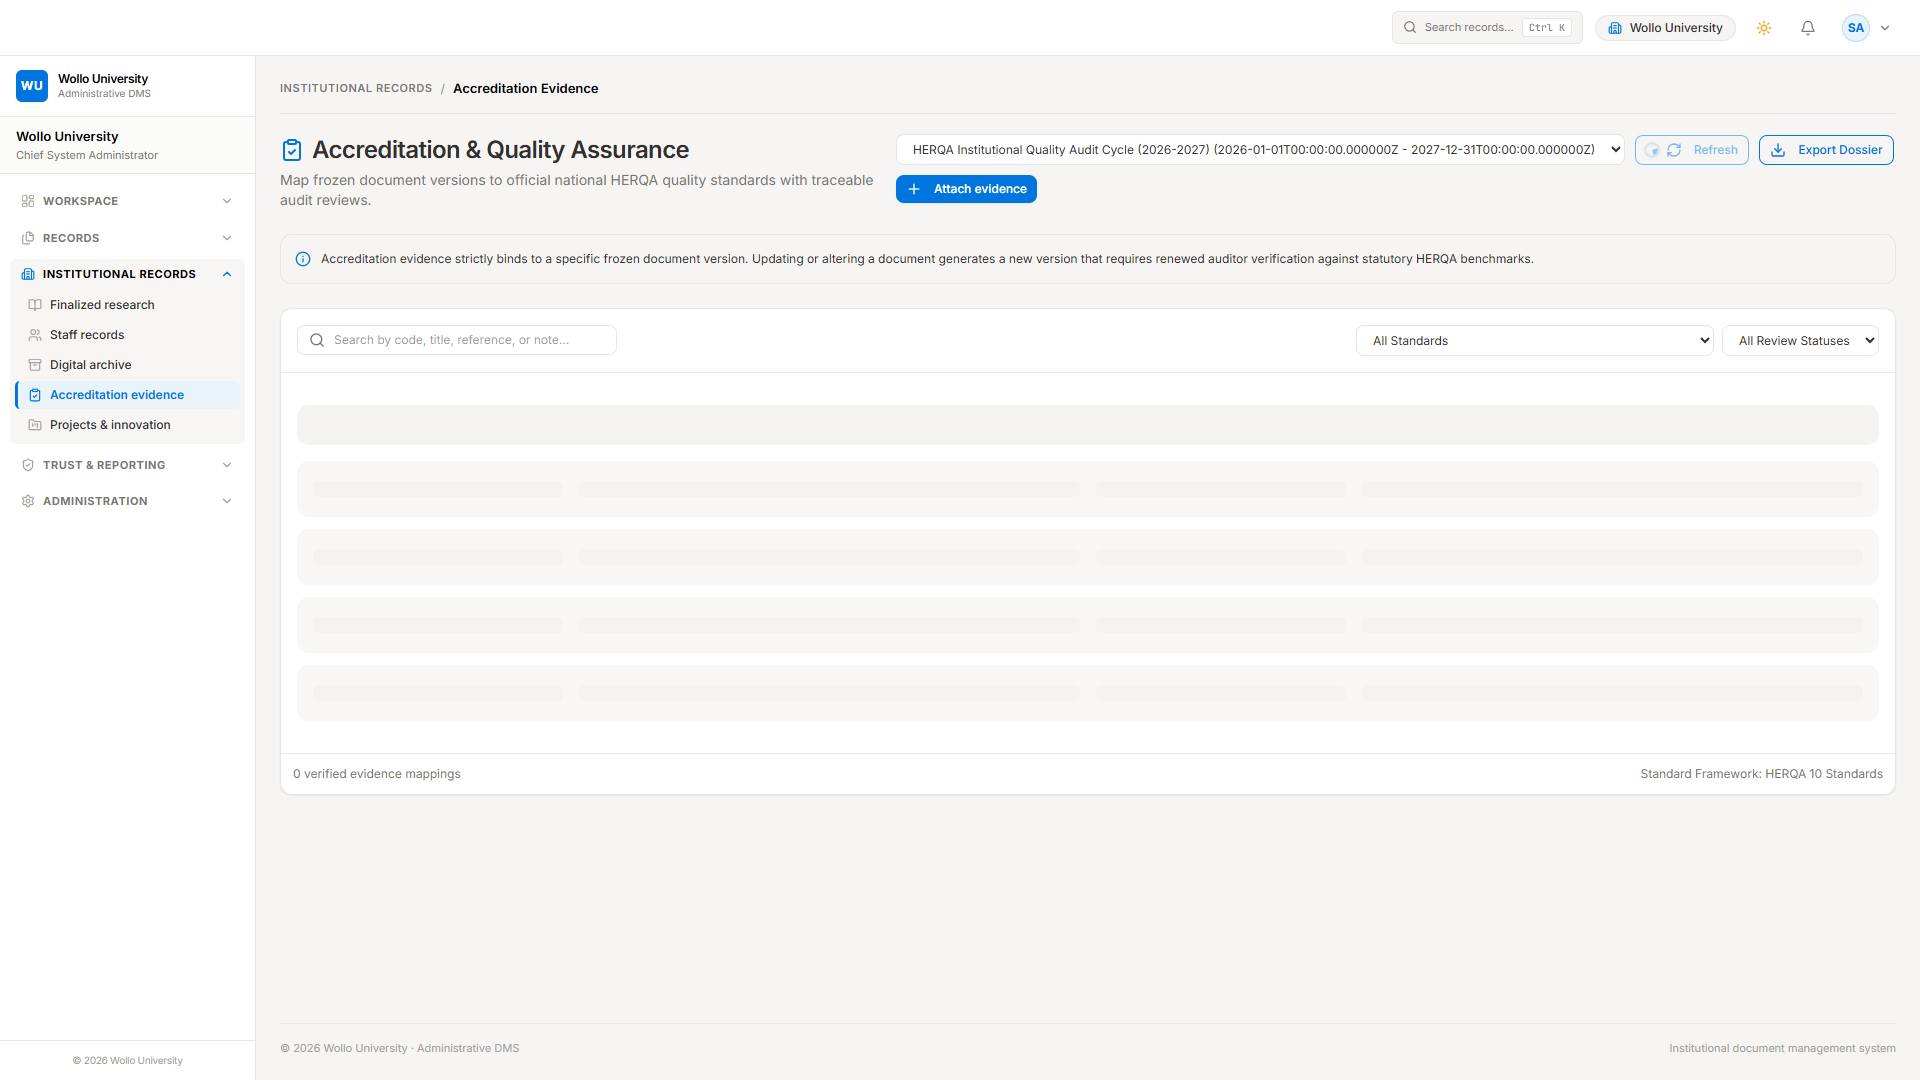 Search records...
Ctrl K
Wollo University
SA
WU
Wollo University
Administrative DMS
Wollo University
Chief System Administrator
WORKSPACE
RECORDS
INSTITUTIONAL RECORDS
Finalized research
Staff records
Digital archive
Accreditation evidence
Projects & innovation
TRUST & REPORTING
ADMINISTRATION
© 2026 Wollo University
INSTITUTIONAL RECORDS / Accreditation Evidence
Accreditation & Quality Assurance
Map frozen document versions to official national HERQA quality standards with traceable
audit reviews.
HERQA Institutional Quality Audit Cycle (2026-2027) (2026-01-01T00:00:00.000000Z - 2027-12-31T00:00:00.000000Z)
Refresh
Export Dossier
Attach evidence
Accreditation evidence strictly binds to a specific frozen document version. Updating or altering a document generates a new version that requires renewed auditor verification against statutory HERQA benchmarks.
Search by code, title, reference, or note...
All Standards
All Review Statuses
0 verified evidence mappings
Standard Framework: HERQA 10 Standards
© 2026 Wollo University · Administrative DMS
Institutional document management system